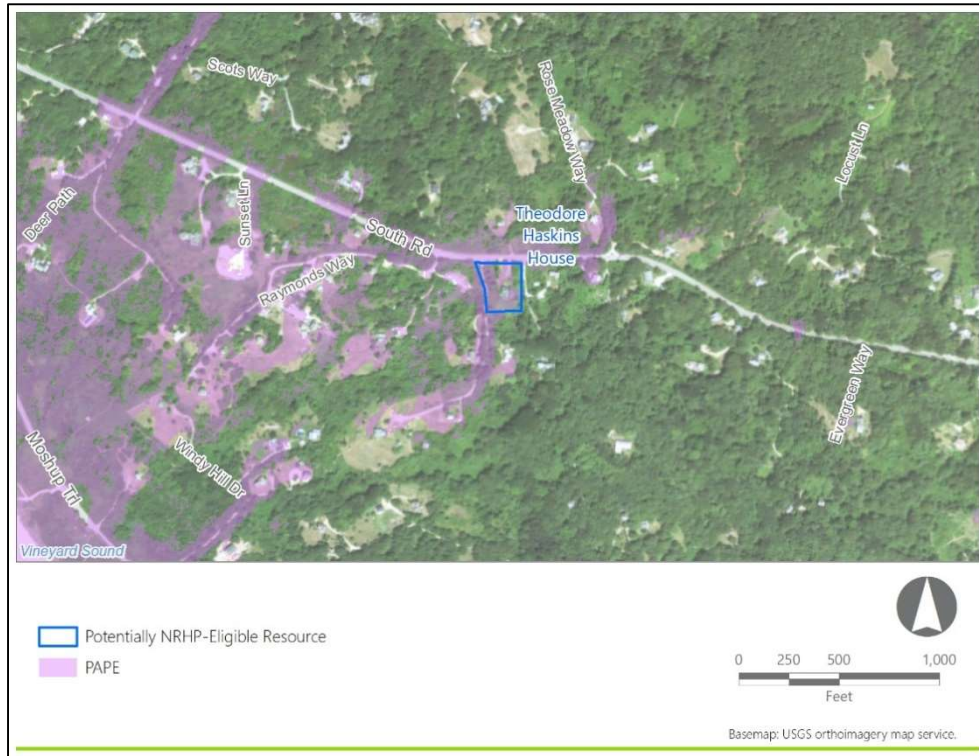 Scots Way
Rose Meadow Way
Locust Ln
Deer Path
Sunset Ln
South Rd
Theodore
Haskins
House
Raymonds Way
Evergreen Way
Windy Hill Dr
Moshup Trl
Vineyard Sound
Potentially NRHP-Eligible Resource
PAPE
0 250 500 1,000
Feet
Basemap: USGS orthoimagery map service.